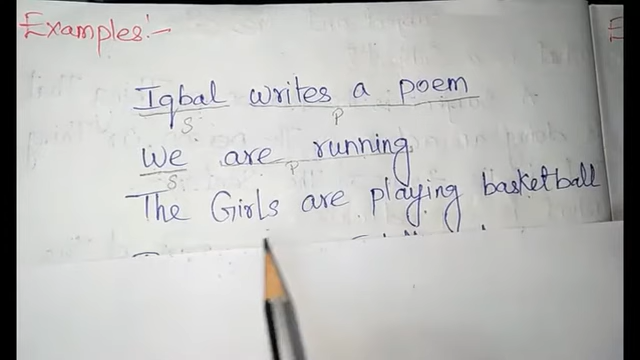 Examples:-
Iqbal writes a poem
S P
We are running
S P
The Girls are playing basketball